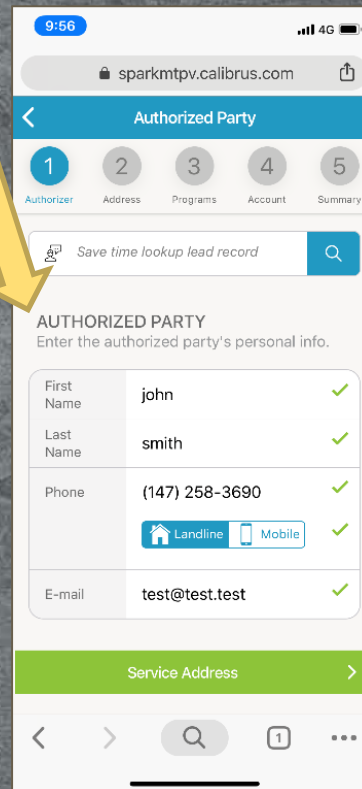 9:56
4G
sparkmtpv.calibrus.com
Authorized Party
1 2 3 4 5
Authorizer Address Programs Account Summary
Save time lookup lead record
AUTHORIZED PARTY
Enter the authorized party's personal info.
First
Name
john
Last
Name
smith
Phone
(147) 258-3690
Landline Mobile
E-mail
test@test.test
Service Address
1